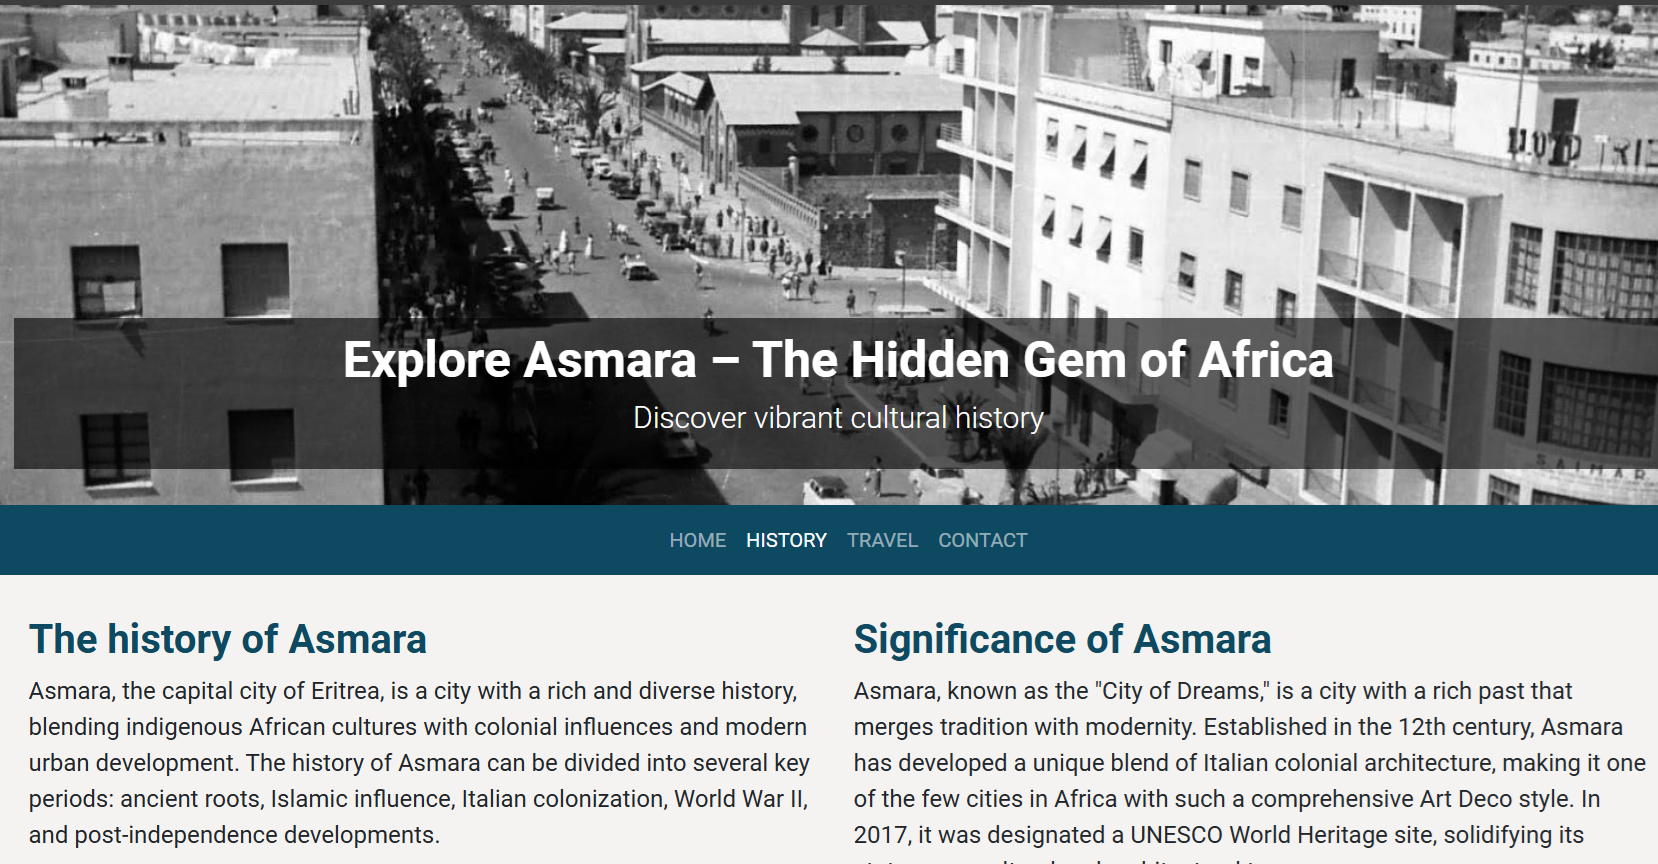 Explore Asmara – The Hidden Gem of Africa
Discover vibrant cultural history
HOME HISTORY TRAVEL CONTACT
The history of Asmara
Asmara, the capital city of Eritrea, is a city with a rich and diverse history,
blending indigenous African cultures with colonial influences and modern
urban development. The history of Asmara can be divided into several key
periods: ancient roots, Islamic influence, Italian colonization, World War II,
and post-independence developments.
Significance of Asmara
Asmara, known as the "City of Dreams," is a city with a rich past that
merges tradition with modernity. Established in the 12th century, Asmara
has developed a unique blend of Italian colonial architecture, making it one
of the few cities in Africa with such a comprehensive Art Deco style. In
2017, it was designated a UNESCO World Heritage site, solidifying its